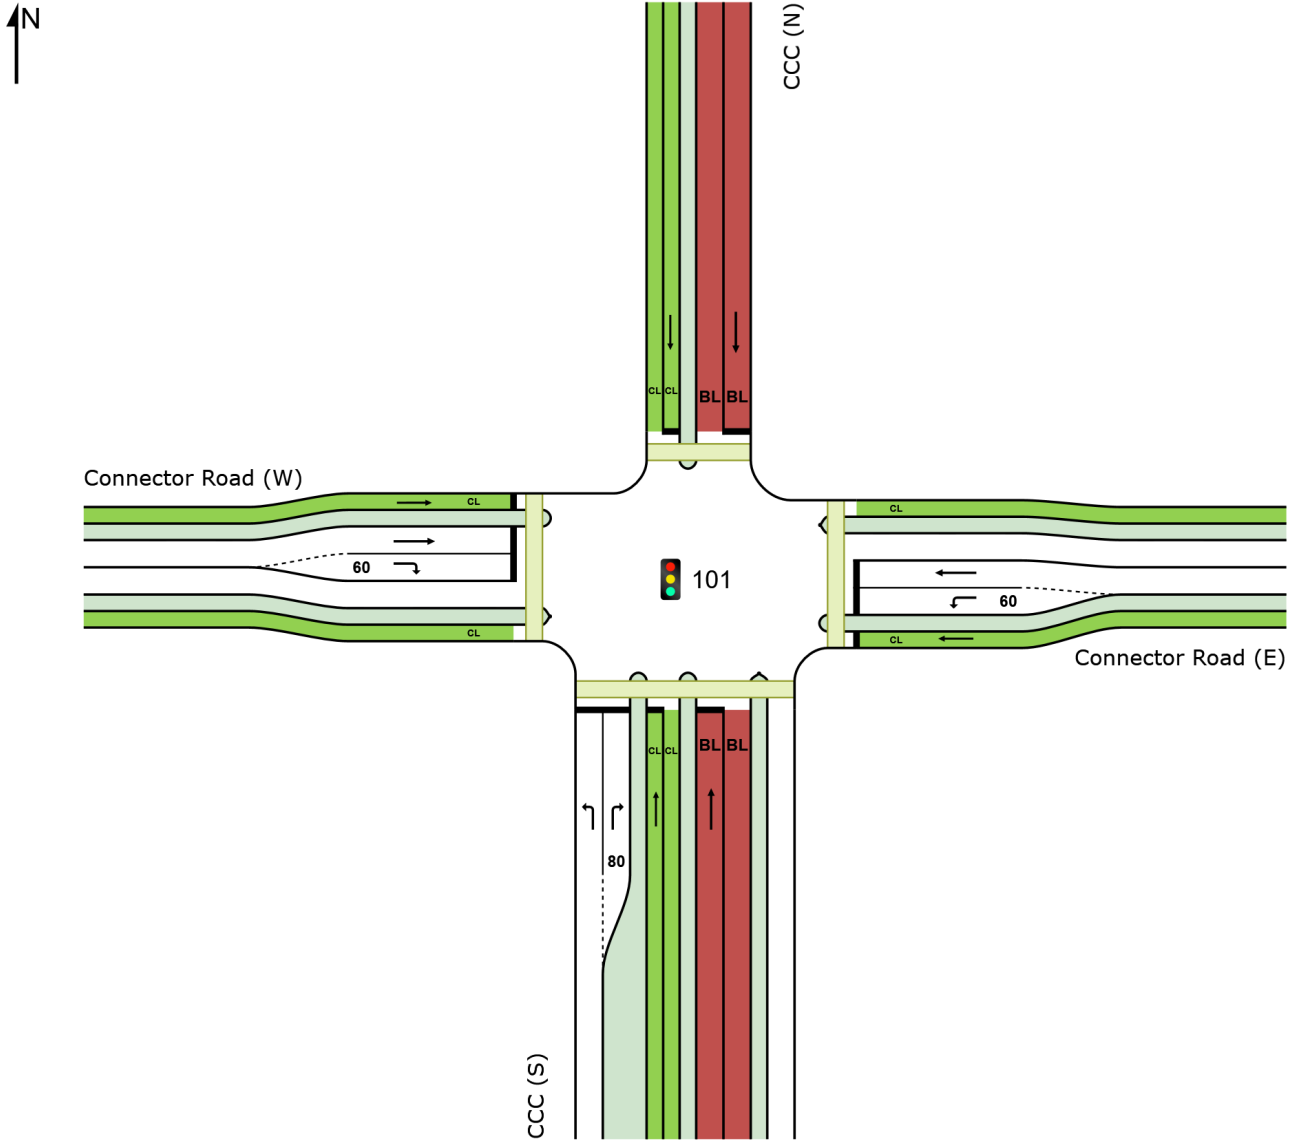 N
CCC (N)
CL CL BL BL
Connector Road (W)
CL
CL
60
60
101
CL
CL
Connector Road (E)
CL CL BL BL
80
CCC (S)